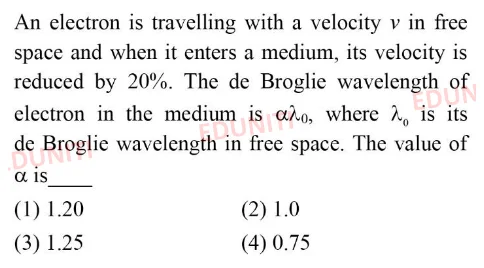 An electron is travelling with a velocity v in free
space and when it enters a medium, its velocity is
reduced by 20%. The de Broglie wavelength of
electron in the medium is αλ₀, where λ₀ is its
de Broglie wavelength in free space. The value of
α is____
(1) 1.20 (2) 1.0
(3) 1.25 (4) 0.75